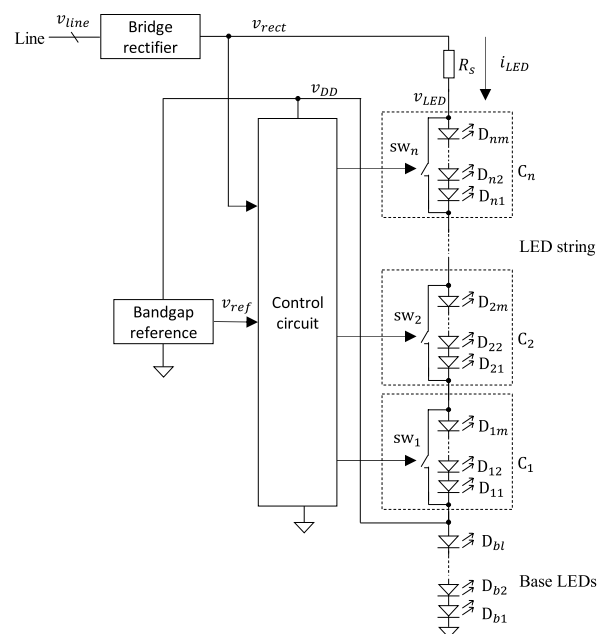 Line
v_line
Bridge
rectifier
v_rect
R_s
i_LED
v_LED
v_DD
D_nm
sw_n
D_n2
C_n
D_n1
LED string
D_2m
sw_2
D_22
C_2
D_21
Bandgap
reference
v_ref
Control
circuit
D_1m
sw_1
D_12
C_1
D_11
D_bl
D_b2
Base LEDs
D_b1